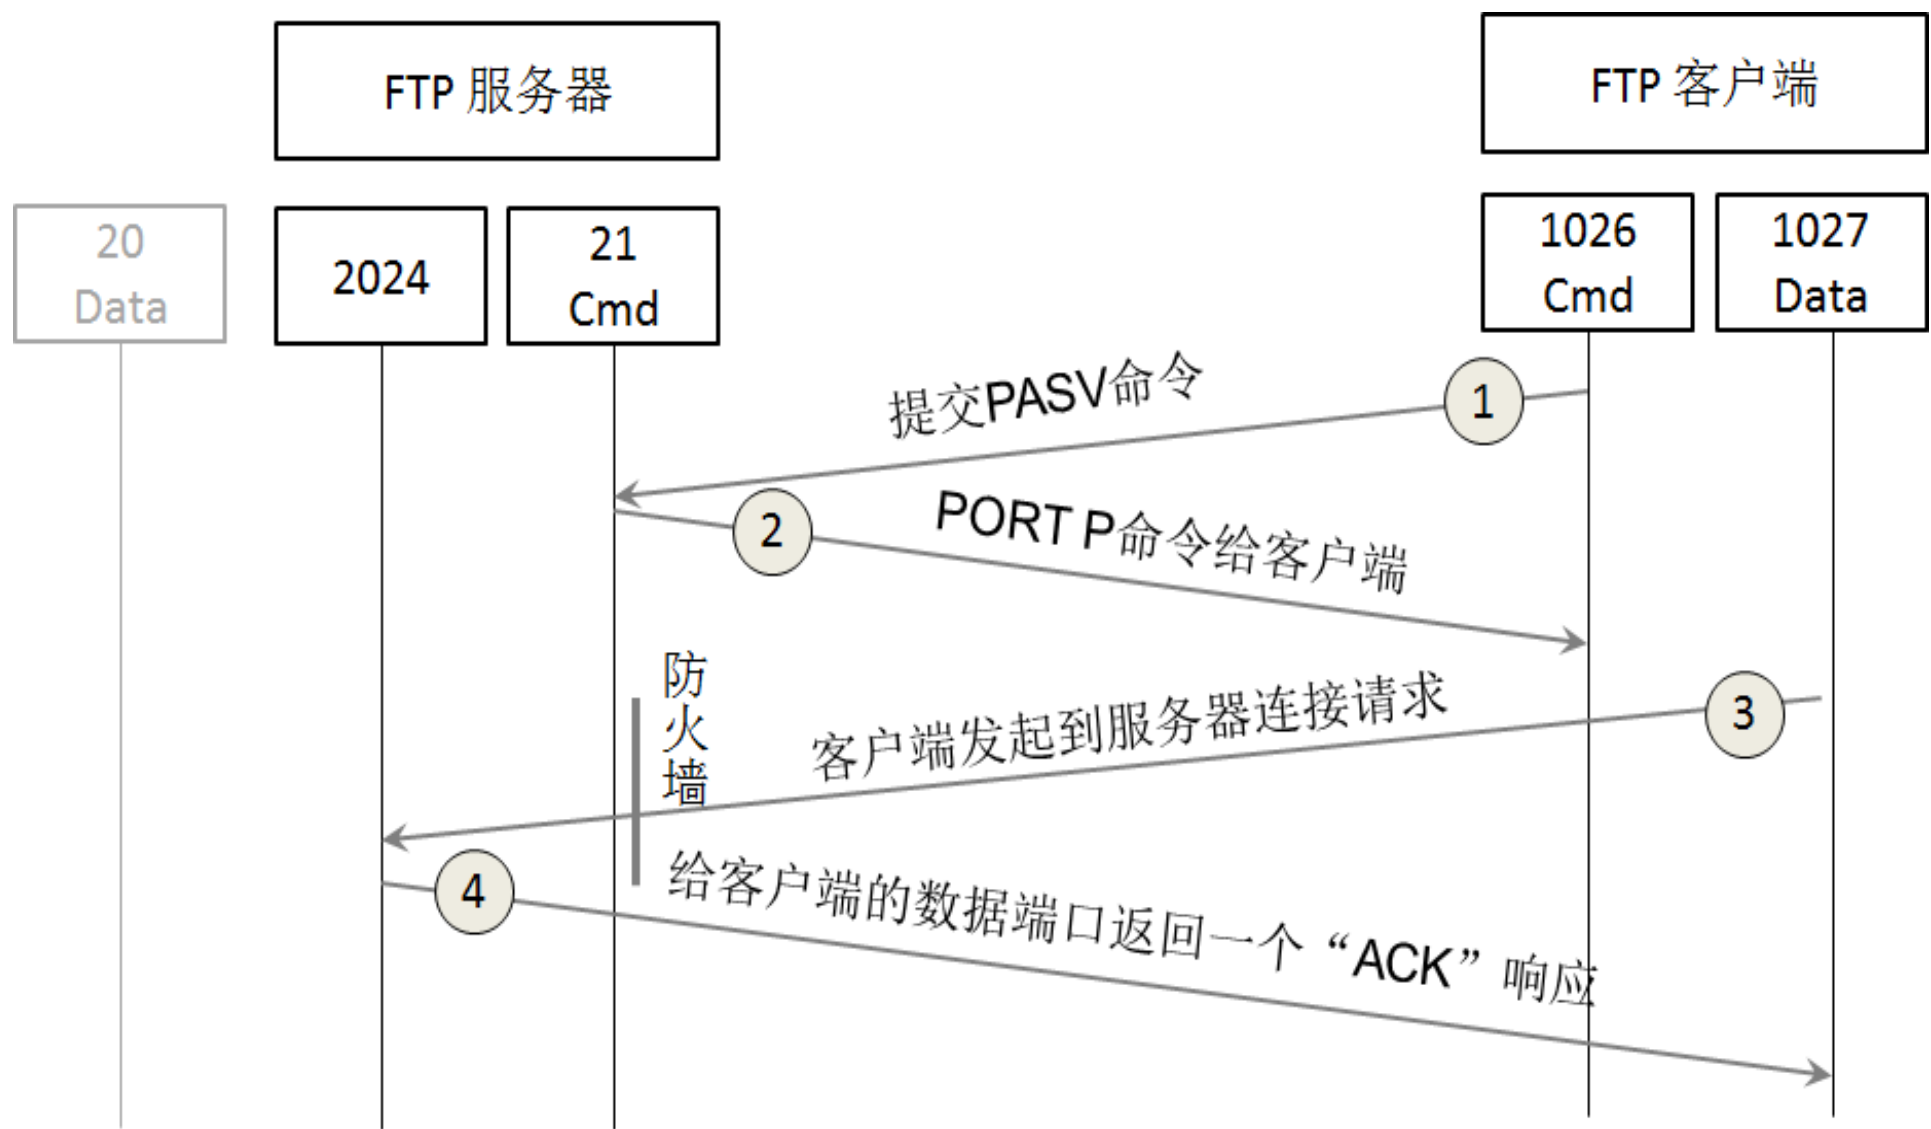 FTP 服务器
FTP 客户端
20
Data
2024
21
Cmd
1026
Cmd
1027
Data
1
提交PASV命令
2
PORT P命令给客户端
防火墙
3
客户端发起到服务器连接请求
4
给客户端的数据端口返回一个“ACK”响应